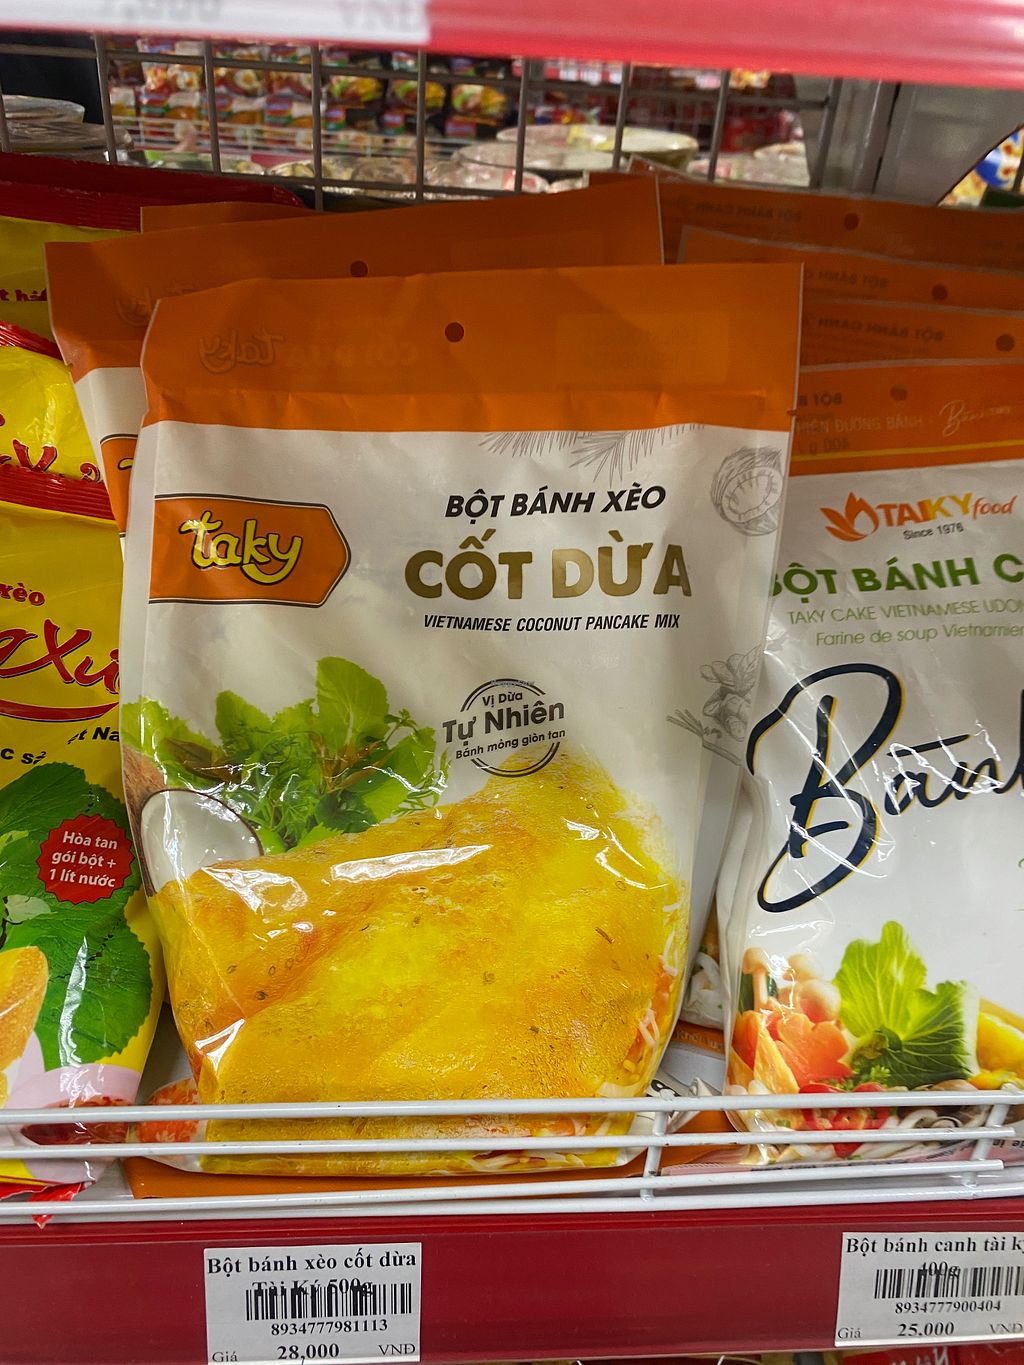 taky
BỘT BÁNH XÈO
CỐT DỪA
VIETNAMESE COCONUT PANCAKE MIX
Vị Dừa
Tự Nhiên
Bánh mỏng giòn tan
xèo
Hòa tan
gói bột +
1 lít nước
TAIKY food
Since 1976
BỘT BÁNH
TAKY CAKE VIETNAMESE
Farine de soup
Bột bánh xèo cốt dừa
Tài Ký 500g
8934777981113
Giá 28,000 VNĐ
Bột bánh canh tài
400g
8934777900404
Giá 25,000 VNĐ